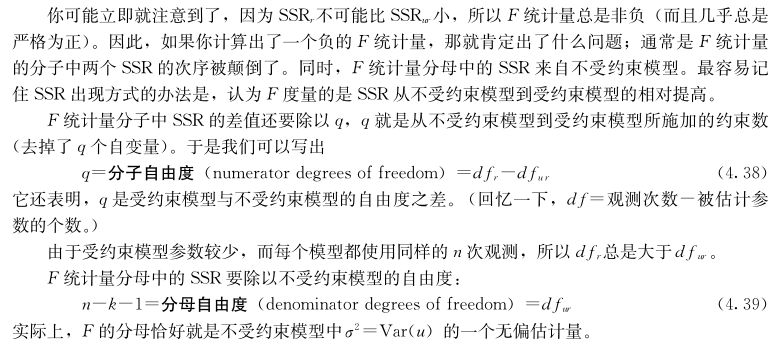 你可能立即就注意到了，因为 SSRr 不可能比 SSRur 小，所以 F 统计量总是非负（而且几乎总是
严格为正）。因此，如果你计算出了一个负的 F 统计量，那就肯定出了什么问题；通常是 F 统计量
的分子中两个 SSR 的次序被颠倒了。同时，F 统计量分母中的 SSR 来自不受约束模型。最容易记
住 SSR 出现方式的办法是，认为 F 度量的是 SSR 从不受约束模型到受约束模型的相对提高。
F 统计量分子中 SSR 的差值还要除以 q，q 就是从不受约束模型到受约束模型所施加的约束数
（去掉了 q 个自变量）。于是我们可以写出
q＝分子自由度（numerator degrees of freedom）＝dfr－dfur （4.38）
它还表明，q 是受约束模型与不受约束模型的自由度之差。（回忆一下，df＝观测次数－被估计参
数的个数。）
由于受约束模型参数较少，而每个模型都使用同样的 n 次观测，所以 dfr 总是大于 dfur。
F 统计量分母中的 SSR 要除以不受约束模型的自由度：
n－k－1＝分母自由度（denominator degrees of freedom）＝dfur （4.39）
实际上，F 的分母恰好就是不受约束模型中 σ²＝Var(u) 的一个无偏估计量。